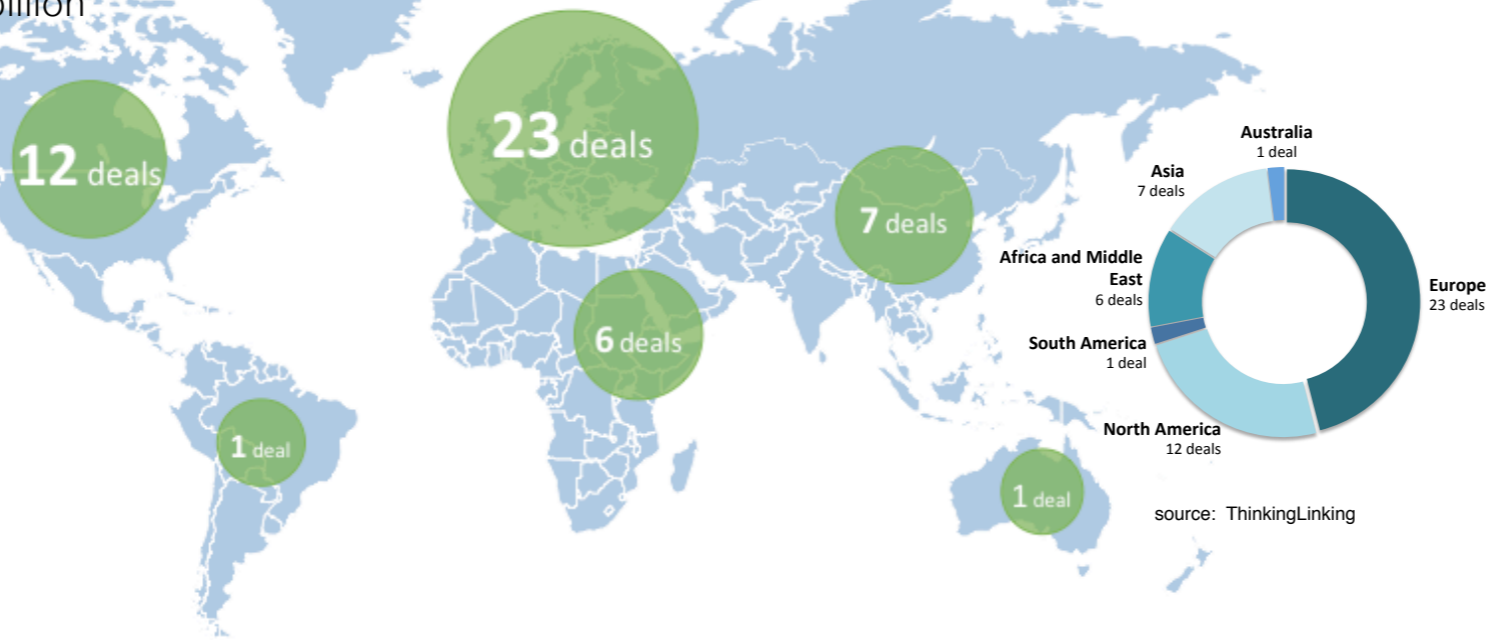 billion
12 deals
23 deals
7 deals
6 deals
1 deal
1 deal
Australia
1 deal
Asia
7 deals
Africa and Middle
East
6 deals
South America
1 deal
North America
12 deals
Europe
23 deals
source: ThinkingLinking